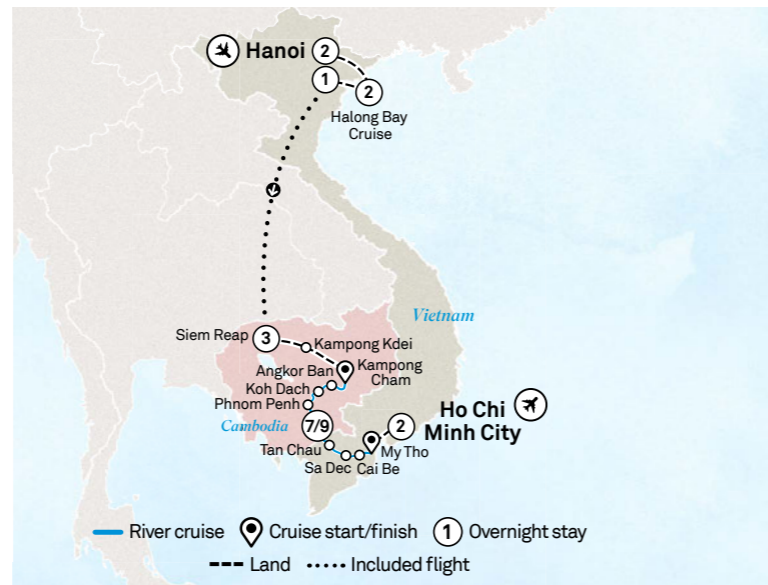 Hanoi
2
1
2
Halong Bay
Cruise
Vietnam
Siem Reap
3
Kampong Kdei
Angkor Ban
Kampong
Cham
Koh Dach
Phnom Penh
Cambodia
7/9
Ho Chi
Minh City
2
Tan Chau
My Tho
Sa Dec
Cai Be
River cruise
Cruise start/finish
1 Overnight stay
Land
Included flight